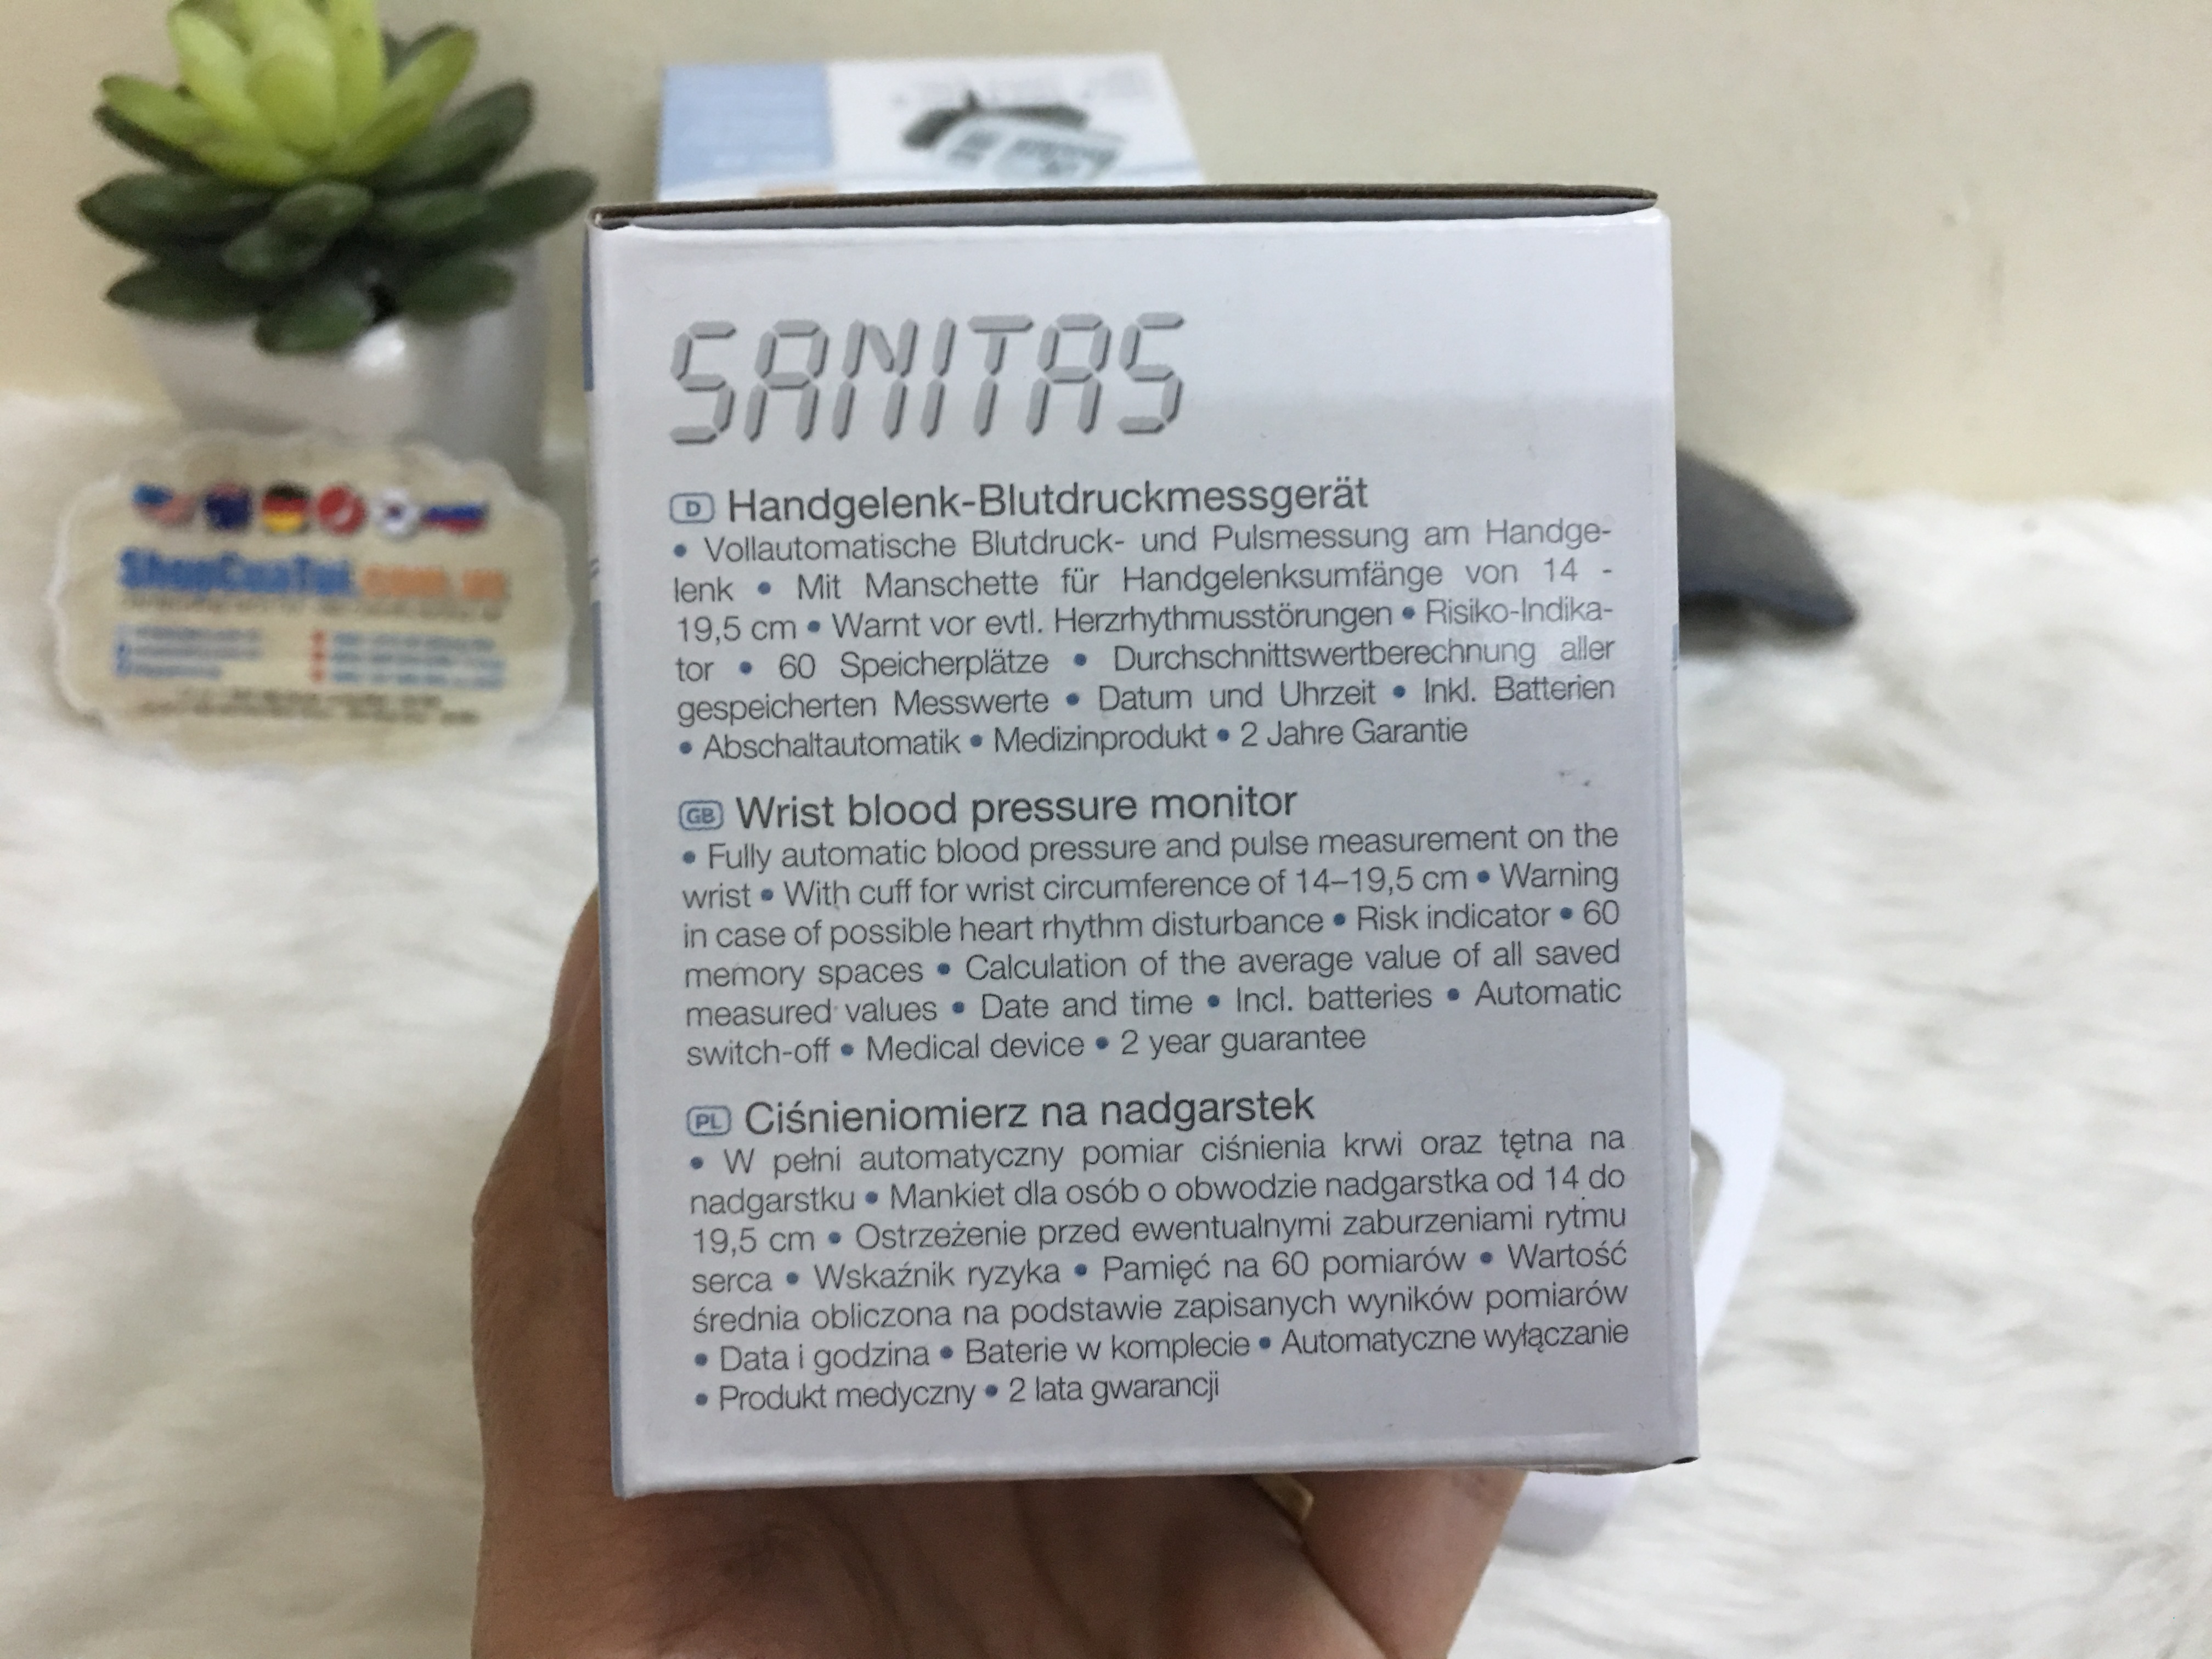 SANITAS
D Handgelenk-Blutdruckmessgerät
• Vollautomatische Blutdruck- und Pulsmessung am Handge-
lenk • Mit Manschette für Handgelenksumfänge von 14 -
19,5 cm • Warnt vor evtl. Herzrhythmusstörungen • Risiko-Indika-
tor • 60 Speicherplätze • Durchschnittswertberechnung aller
gespeicherten Messwerte • Datum und Uhrzeit • Inkl. Batterien
• Abschaltautomatik • Medizinprodukt • 2 Jahre Garantie
GB Wrist blood pressure monitor
• Fully automatic blood pressure and pulse measurement on the
wrist • With cuff for wrist circumference of 14–19,5 cm • Warning
in case of possible heart rhythm disturbance • Risk indicator • 60
memory spaces • Calculation of the average value of all saved
measured values • Date and time • Incl. batteries • Automatic
switch-off • Medical device • 2 year guarantee
PL Ciśnieniomierz na nadgarstek
• W pełni automatyczny pomiar ciśnienia krwi oraz tętna na
nadgarstku • Mankiet dla osób o obwodzie nadgarstka od 14 do
19,5 cm • Ostrzeżenie przed ewentualnymi zaburzeniami rytmu
serca • Wskaźnik ryzyka • Pamięć na 60 pomiarów • Wartość
średnia obliczona na podstawie zapisanych wyników pomiarów
• Data i godzina • Baterie w komplecie • Automatyczne wyłączanie
• Produkt medyczny • 2 lata gwarancji
ShopCuaTui.com.vn